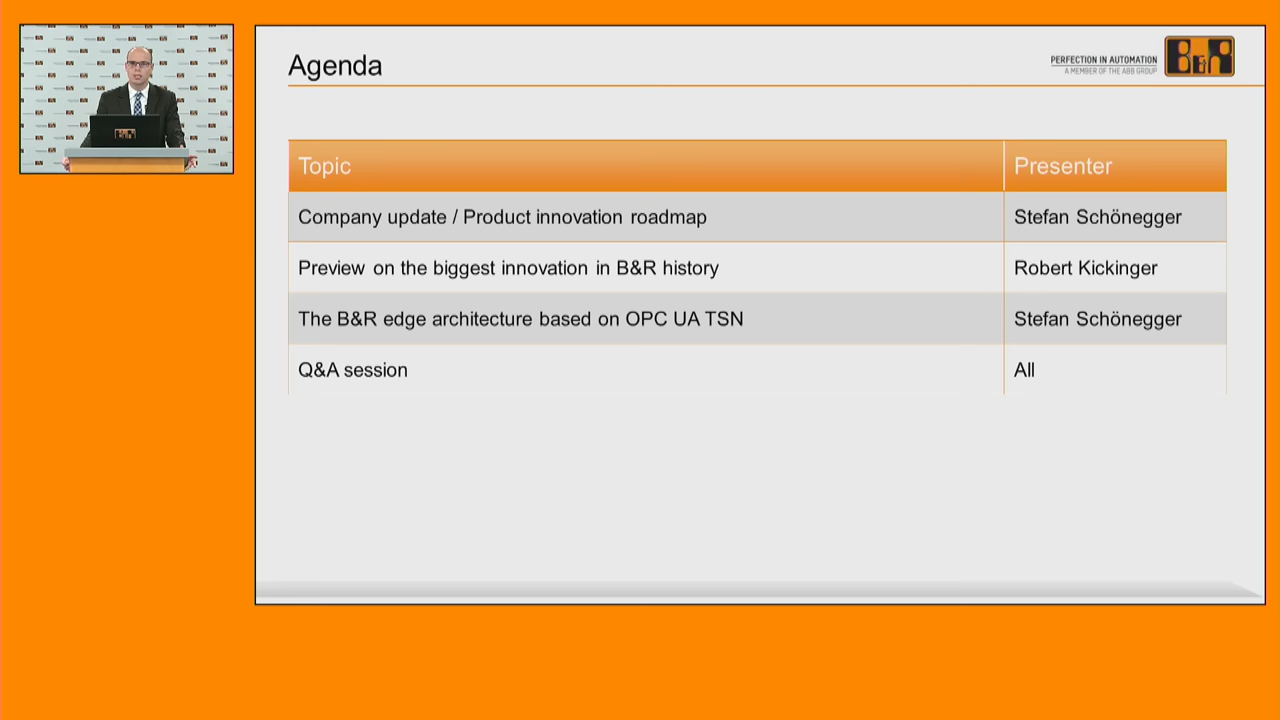 Agenda
PERFECTION IN AUTOMATION
A MEMBER OF THE ABB GROUP
B&R
Topic Presenter
Company update / Product innovation roadmap Stefan Schönegger
Preview on the biggest innovation in B&R history Robert Kickinger
The B&R edge architecture based on OPC UA TSN Stefan Schönegger
Q&A session All